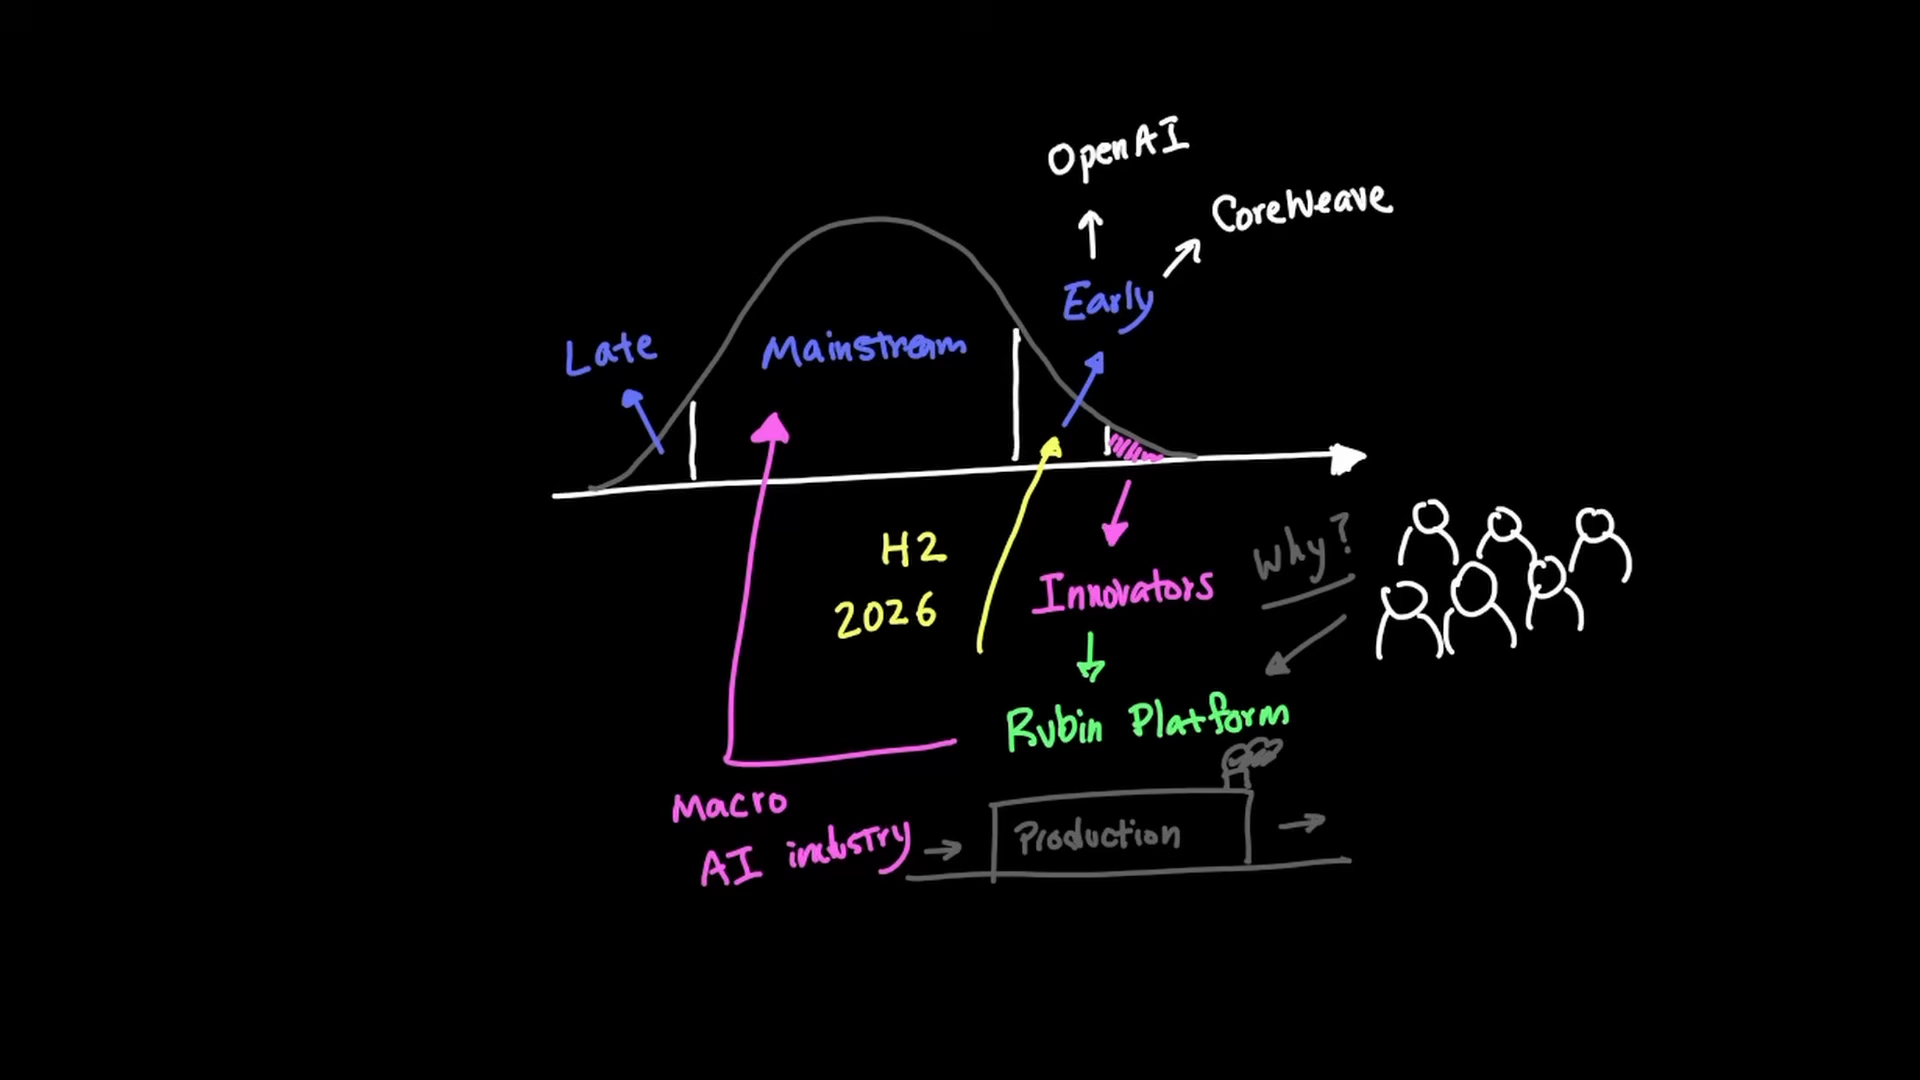 OpenAI
CoreWeave
Early
Late
Mainstream
H2
2026
Innovators
Why?
Rubin Platform
Macro
AI industry
Production